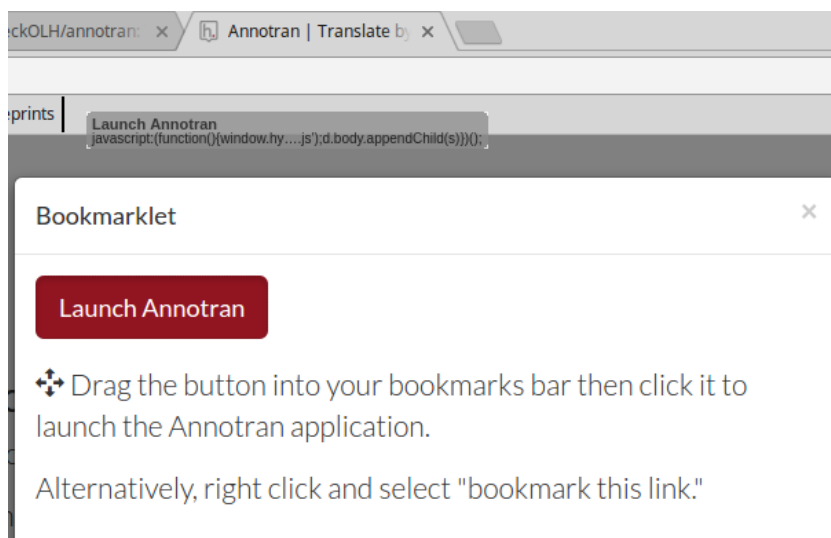 ckOLH/annotran: ×
h. Annotran | Translate by ×
prints
Launch Annotran
javascript:(function(){window.hy....js');d.body.appendChild(s)})();
Bookmarklet ×
Launch Annotran
Drag the button into your bookmarks bar then click it to
launch the Annotran application.
Alternatively, right click and select "bookmark this link."